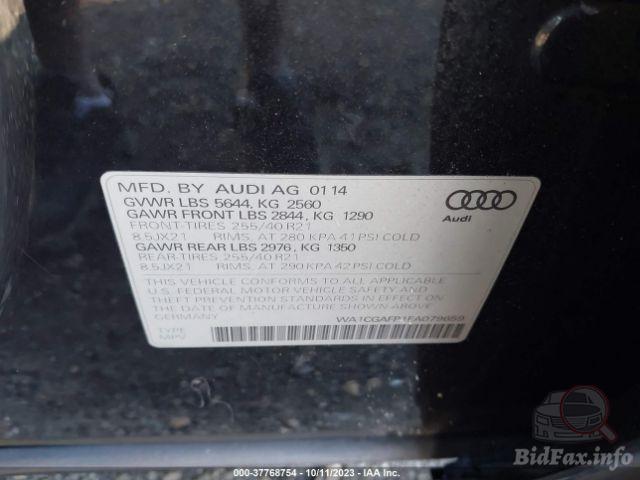 MFD. BY AUDI AG 01 14
GVWR LBS 5644, KG 2560
GAWR FRONT LBS 2844, KG 1290
FRONT-TIRES 255/40 R21
8.5JX21 RIMS, AT 280 KPA 41 PSI COLD
GAWR REAR LBS 2976, KG 1350
REAR-TIRES 255/40 R21
8.5JX21 RIMS, AT 290 KPA 42 PSI COLD
THIS VEHICLE CONFORMS TO ALL APPLICABLE
U.S. FEDERAL MOTOR VEHICLE SAFETY AND
THEFT PREVENTION STANDARDS IN EFFECT ON THE
DATE OF MANUFACTURE SHOWN ABOVE
GERMANY WA1CGAFP1FA079659
TYPE
MPV
Audi
BidFax.info
000-37768754 - 10/11/2023 - IAA Inc.